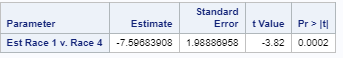 Parameter Estimate Standard Error t Value Pr > |t|
Est Race 1 v. Race 4 -7.59683908 1.98886958 -3.82 0.0002